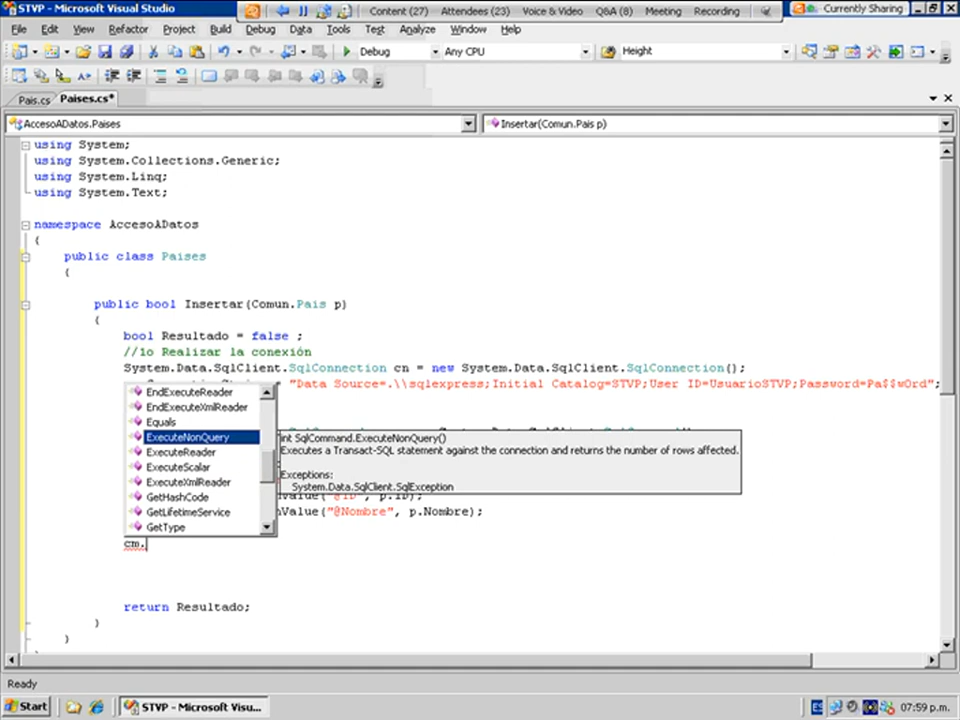 STVP - Microsoft Visual Studio
Content (27) Attendees (23) Voice & Video Q&A (8) Meeting Recording
Currently Sharing
File Edit View Refactor Project Build Debug Data Tools Test Analyze Window Help
Debug Any CPU Height
Pais.cs Paises.cs*
AccesoADatos.Paises Insertar(Comun.Pais p)
using System;
using System.Collections.Generic;
using System.Linq;
using System.Text;
namespace AccesoADatos
{
public class Paises
{
public bool Insertar(Comun.Pais p)
{
bool Resultado = false ;
//1o Realizar la conexión
System.Data.SqlClient.SqlConnection cn = new System.Data.SqlClient.SqlConnection();
"Data Source=.\\sqlexpress;Initial Catalog=STVP;User ID=UsuarioSTVP;Password=Pa$$w0rd";
EndExecuteReader
EndExecuteXmlReader
Equals
ExecuteNonQuery
ExecuteReader
ExecuteScalar
ExecuteXmlReader
GetHashCode
GetLifetimeService
GetType
int SqlCommand.ExecuteNonQuery()
Executes a Transact-SQL statement against the connection and returns the number of rows affected.
Exceptions:
System.Data.SqlClient.SqlException
hValue("@ID", p.ID);
hValue("@Nombre", p.Nombre);
cm.
return Resultado;
}
}
Ready
Start STVP - Microsoft Visu... ES 07:59 p.m.